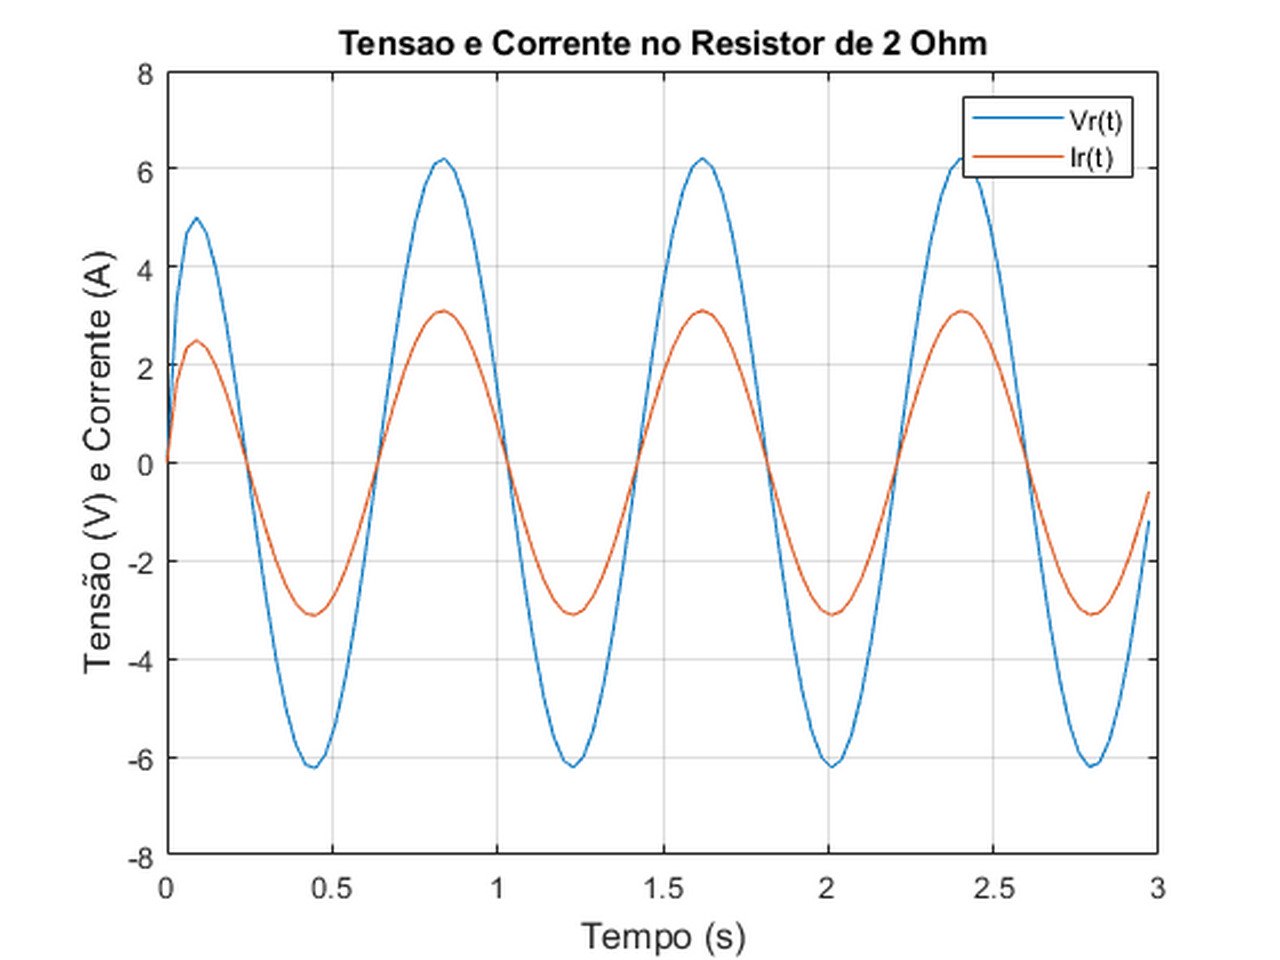 Tensao e Corrente no Resistor de 2 Ohm
8
6
4
2
0
-2
-4
-6
-8
Tensão (V) e Corrente (A)
Vr(t)
Ir(t)
0 0.5 1 1.5 2 2.5 3
Tempo (s)